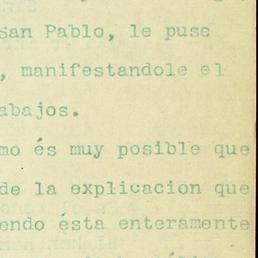 San Pablo, le puse
, manifestandole el
abajos.
mo és muy posible que
de la explicacion que
endo ésta enteramente